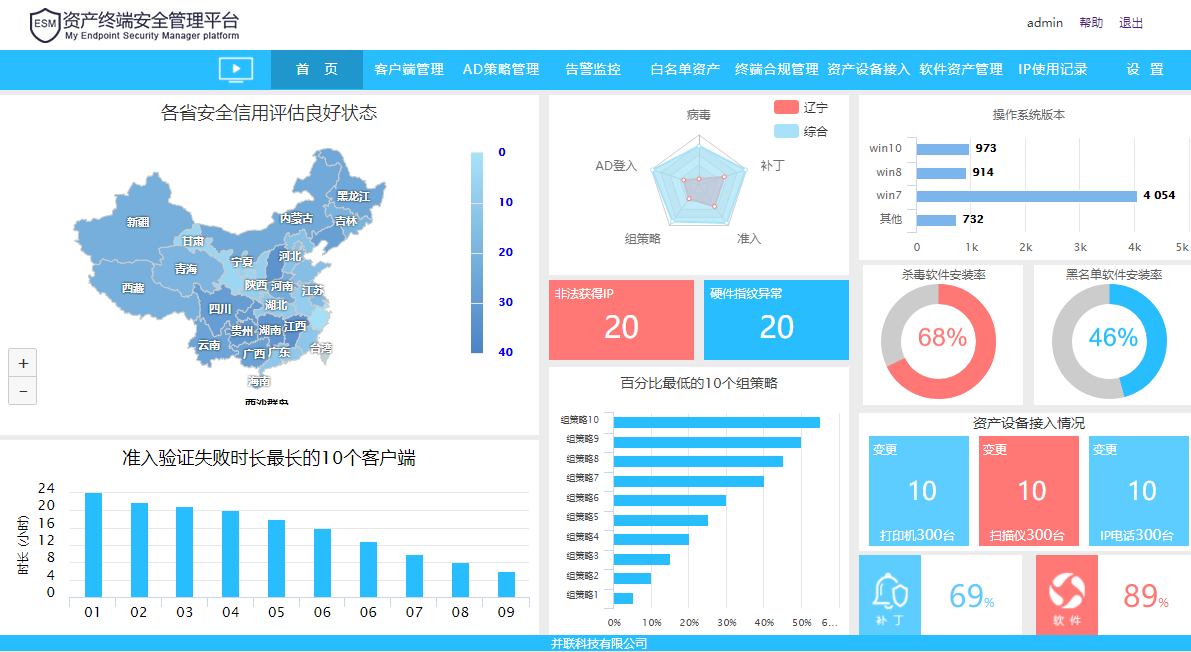 ESM 资产终端安全管理平台
My Endpoint Security Manager platform
admin 帮助 退出
首 页 客户端管理 AD策略管理 告警监控 白名单资产 终端合规管理 资产设备接入 软件资产管理 IP使用记录 设 置
各省安全信用评估良好状态
黑龙江
内蒙古
吉林
新疆
甘肃
河北
宁夏
青海
陕西
河南
西藏
江苏
湖北
四川
江西
贵州
湖南
云南
广西
广东
台湾
海南
西沙群岛
0
10
20
30
40
+
−
准入验证失败时长最长的10个客户端
时长 (小时)
24
20
16
12
8
4
0
01 02 03 04 05 06 06 07 08 09
辽宁
综合
病毒
AD登入
补丁
组策略
准入
非法获得IP
20
硬件指纹异常
20
百分比最低的10个组策略
组策略10
组策略9
组策略8
组策略7
组策略6
组策略5
组策略4
组策略3
组策略2
组策略1
0% 10% 20% 30% 40% 50% 6...
操作系统版本
win10 973
win8 914
win7 4 054
其他 732
0 1k 2k 3k 4k 5k
杀毒软件安装率
68%
黑名单软件安装率
46%
资产设备接入情况
变更
10
打印机300台
变更
10
扫描仪300台
变更
10
IP电话300台
补 丁
69%
软 件
89%
并联科技有限公司